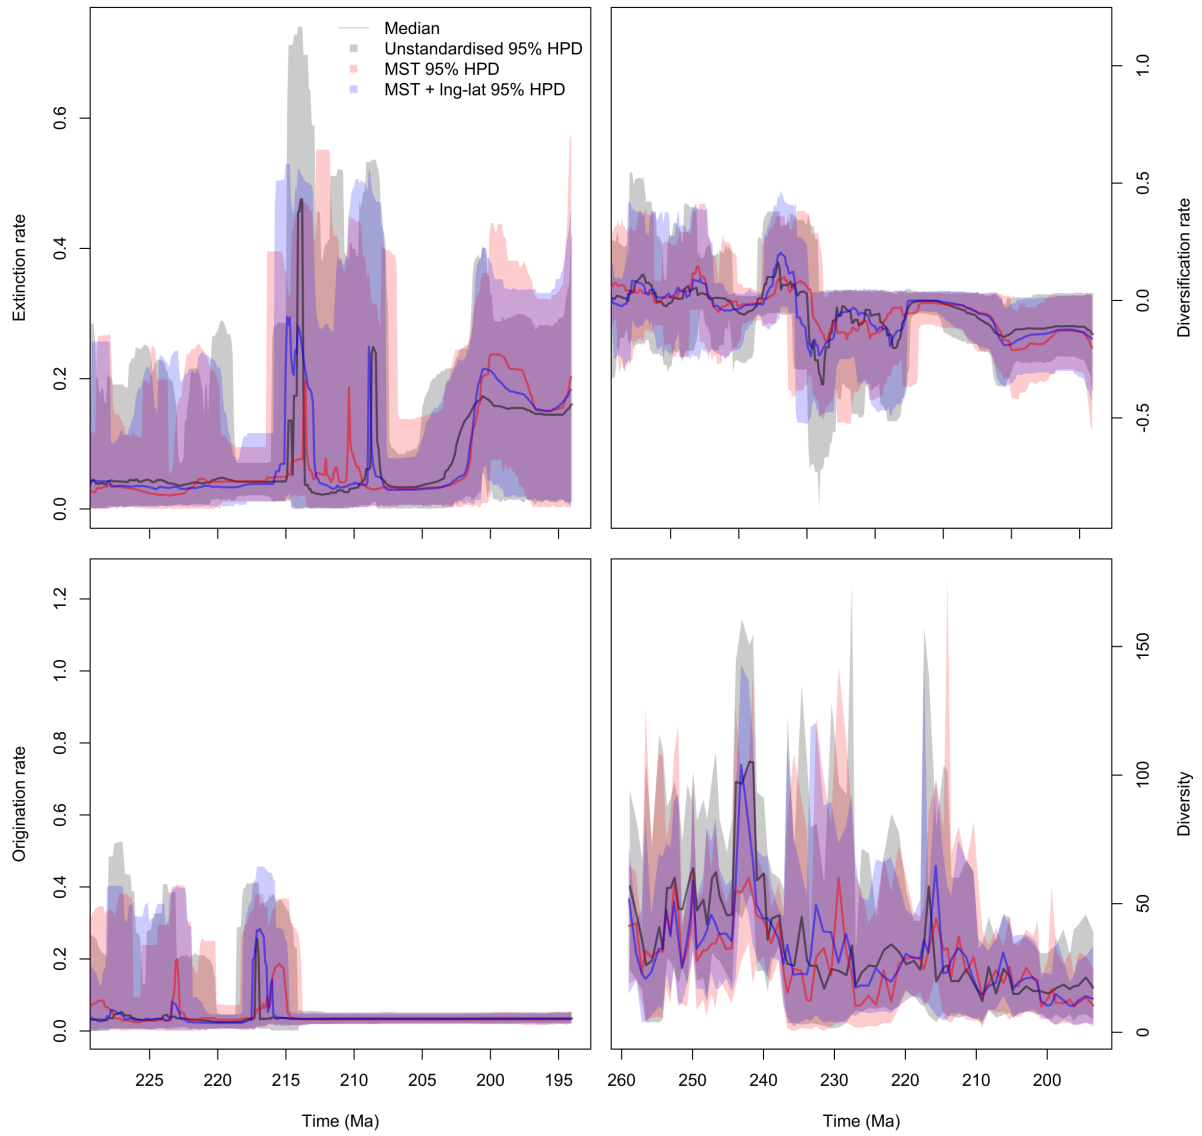 Median
Unstandardised 95% HPD
MST 95% HPD
MST + lng-lat 95% HPD
Extinction rate
0.0
0.2
0.4
0.6
Diversification rate
-0.5
0.0
0.5
1.0
Origination rate
0.0
0.2
0.4
0.6
0.8
1.0
1.2
225 220 215 210 205 200 195
Time (Ma)
Diversity
0
50
100
150
260 250 240 230 220 210 200
Time (Ma)